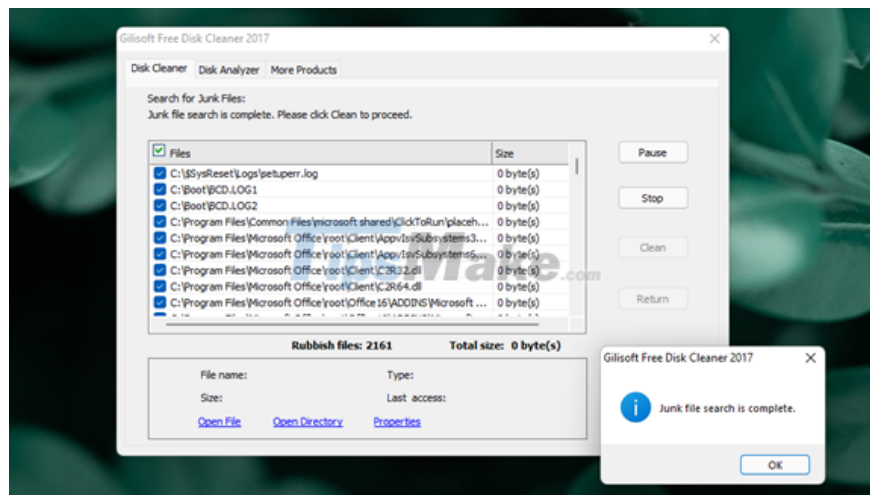 Gilisoft Free Disk Cleaner 2017
Disk Cleaner Disk Analyzer More Products
Search for Junk Files:
Junk file search is complete. Please click Clean to proceed.
Files Size
C:\$SysReset\Logs\setuperr.log 0 byte(s)
C:\Boot\BCD.LOG1 0 byte(s)
C:\Boot\BCD.LOG2 0 byte(s)
C:\Program Files\Common Files\microsoft shared\ClickToRun\placeh... 0 byte(s)
C:\Program Files\Microsoft Office\root\Client\AppvIsvSubsystems3... 0 byte(s)
C:\Program Files\Microsoft Office\root\Client\AppvIsvSubsystems6... 0 byte(s)
C:\Program Files\Microsoft Office\root\Client\C2R32.dll 0 byte(s)
C:\Program Files\Microsoft Office\root\Client\C2R64.dll 0 byte(s)
C:\Program Files\Microsoft Office\root\Office16\ADDINS\Microsoft ... 0 byte(s)
Pause
Stop
Clean
Return
TipsMake.com
Rubbish files: 2161 Total size: 0 byte(s)
File name: Type:
Size: Last access:
Open File Open Directory Properties
Gilisoft Free Disk Cleaner 2017
Junk file search is complete.
OK